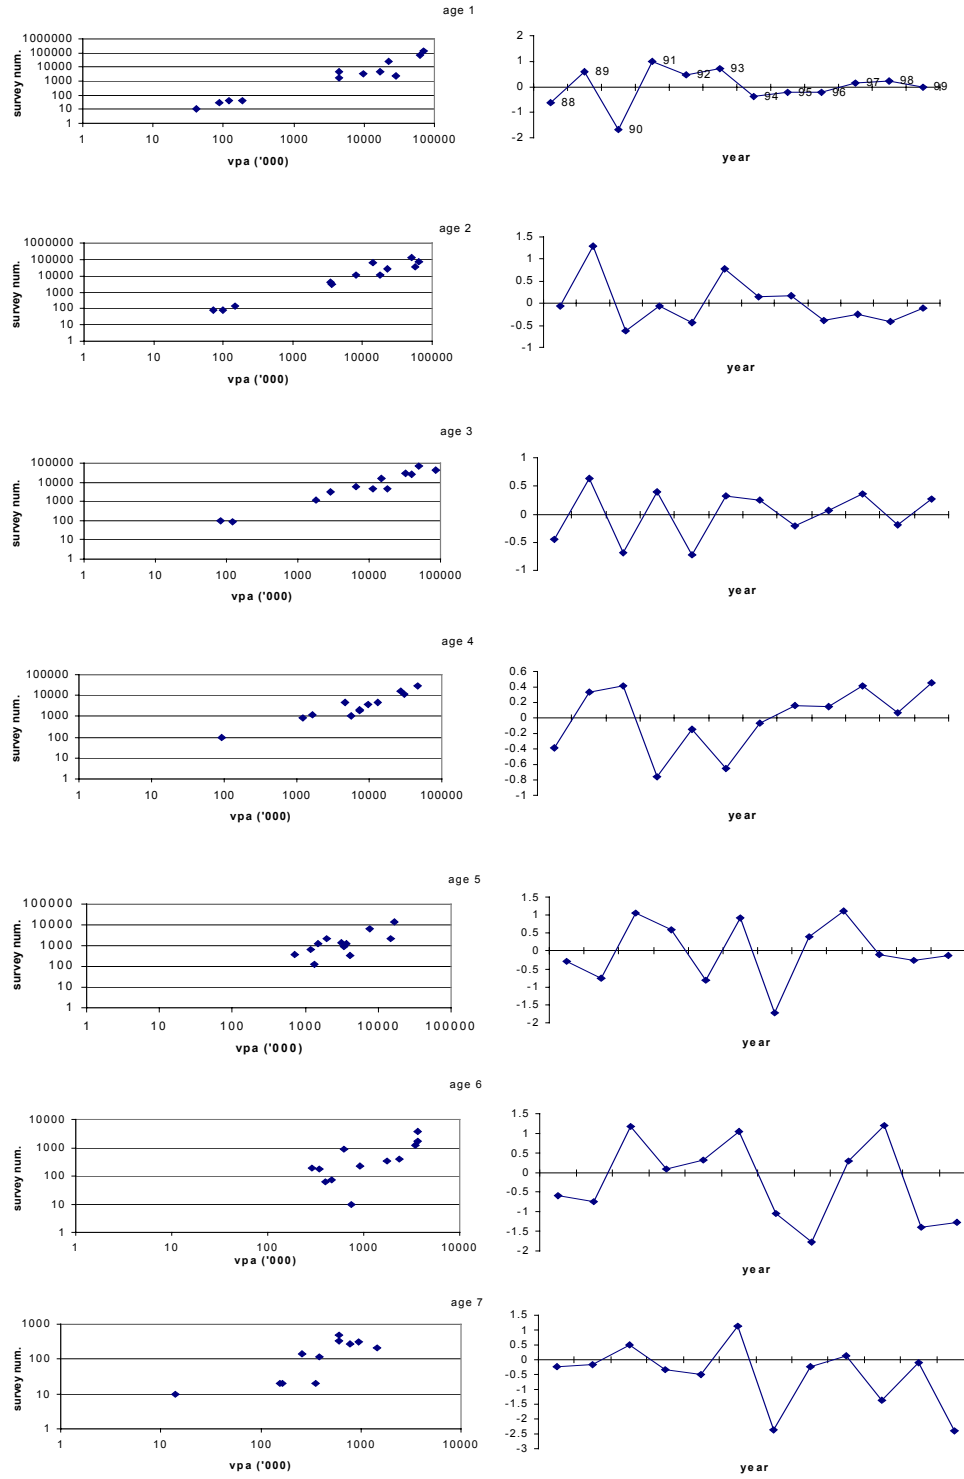 age 1
survey num.
1000000
100000
10000
1000
100
10
1
1 10 100 1000 10000 100000
vpa ('000)
2
1
0
-1
-2
88 89 90 91 92 93 94 95 96 97 98 99
year
age 2
survey num.
1000000
100000
10000
1000
100
10
1
1 10 100 1000 10000 100000
vpa ('000)
1.5
1
0.5
0
-0.5
-1
year
age 3
survey num.
100000
10000
1000
100
10
1
1 10 100 1000 10000 100000
vpa ('000)
1
0.5
0
-0.5
-1
year
age 4
survey num.
100000
10000
1000
100
10
1
1 10 100 1000 10000 100000
vpa ('000)
0.6
0.4
0.2
0
-0.2
-0.4
-0.6
-0.8
-1
year
age 5
survey num.
100000
10000
1000
100
10
1
1 10 100 1000 10000 100000
vpa ('000)
1.5
1
0.5
0
-0.5
-1
-1.5
-2
year
age 6
survey num.
10000
1000
100
10
1
1 10 100 1000 10000
vpa ('000)
1.5
1
0.5
0
-0.5
-1
-1.5
-2
year
age 7
survey num.
1000
100
10
1
1 10 100 1000 10000
vpa ('000)
1.5
1
0.5
0
-0.5
-1
-1.5
-2
-2.5
-3
year